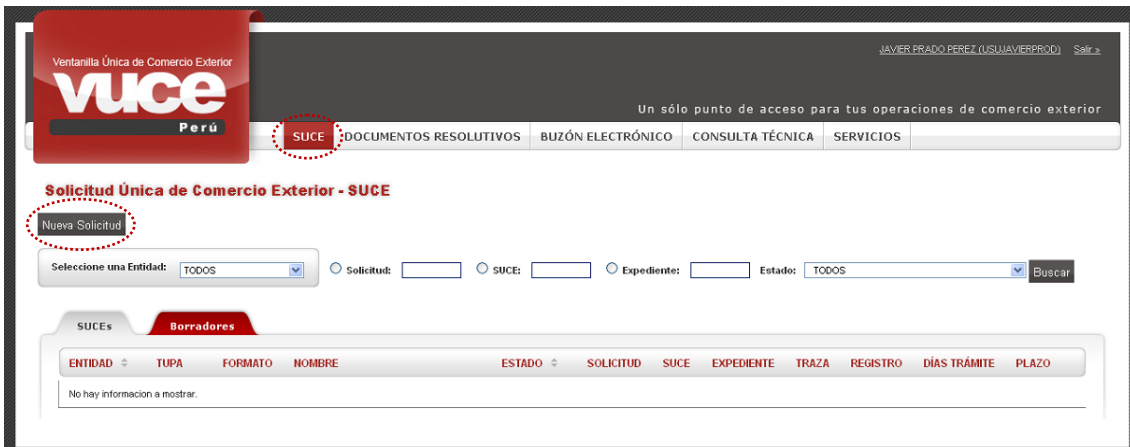 JAVIER PRADO PEREZ (USUJAVIERPROD) Salir »
Ventanilla Única de Comercio Exterior
vuce
Perú
Un sólo punto de acceso para tus operaciones de comercio exterior
SUCE DOCUMENTOS RESOLUTIVOS BUZÓN ELECTRÓNICO CONSULTA TÉCNICA SERVICIOS
Solicitud Única de Comercio Exterior - SUCE
Nueva Solicitud
Seleccione una Entidad: TODOS Solicitud: SUCE: Expediente: Estado: TODOS Buscar
SUCEs Borradores
ENTIDAD TUPA FORMATO NOMBRE ESTADO SOLICITUD SUCE EXPEDIENTE TRAZA REGISTRO DÍAS TRÁMITE PLAZO
No hay informacion a mostrar.